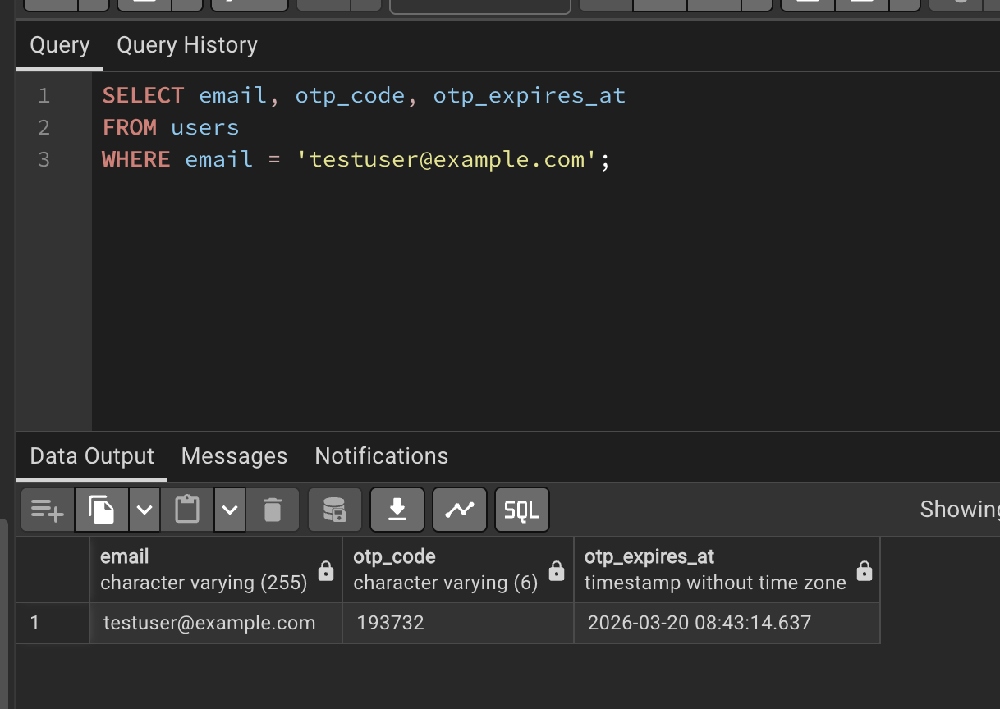 Query Query History
1 SELECT email, otp_code, otp_expires_at
2 FROM users
3 WHERE email = 'testuser@example.com';
Data Output Messages Notifications
SQL Showing
email otp_code otp_expires_at
character varying (255) character varying (6) timestamp without time zone
1 testuser@example.com 193732 2026-03-20 08:43:14.637